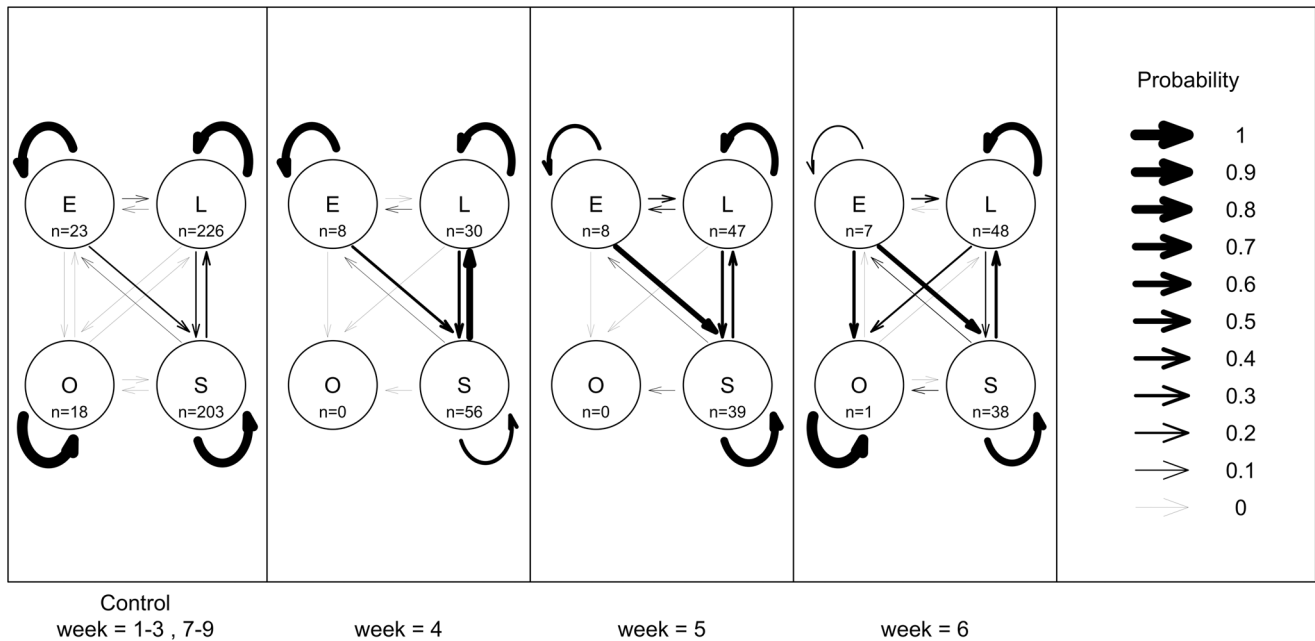 Probability
E
n=23
L
n=226
O
n=18
S
n=203
E
n=8
L
n=30
O
n=0
S
n=56
E
n=8
L
n=47
O
n=0
S
n=39
E
n=7
L
n=48
O
n=1
S
n=38
1
0.9
0.8
0.7
0.6
0.5
0.4
0.3
0.2
0.1
0
Control
week = 1-3 , 7-9
week = 4
week = 5
week = 6